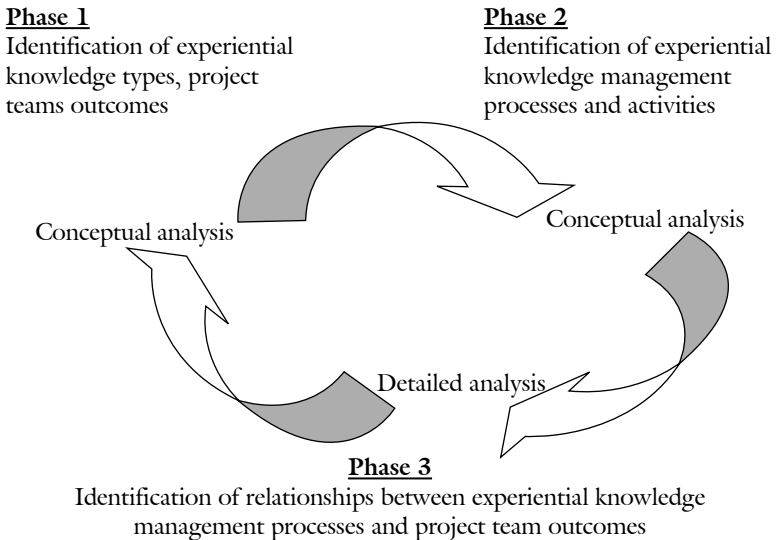 Phase 1
Identification of experiential
knowledge types, project
teams outcomes
Phase 2
Identification of experiential
knowledge management
processes and activities
Conceptual analysis
Conceptual analysis
Detailed analysis
Phase 3
Identification of relationships between experiential knowledge
management processes and project team outcomes